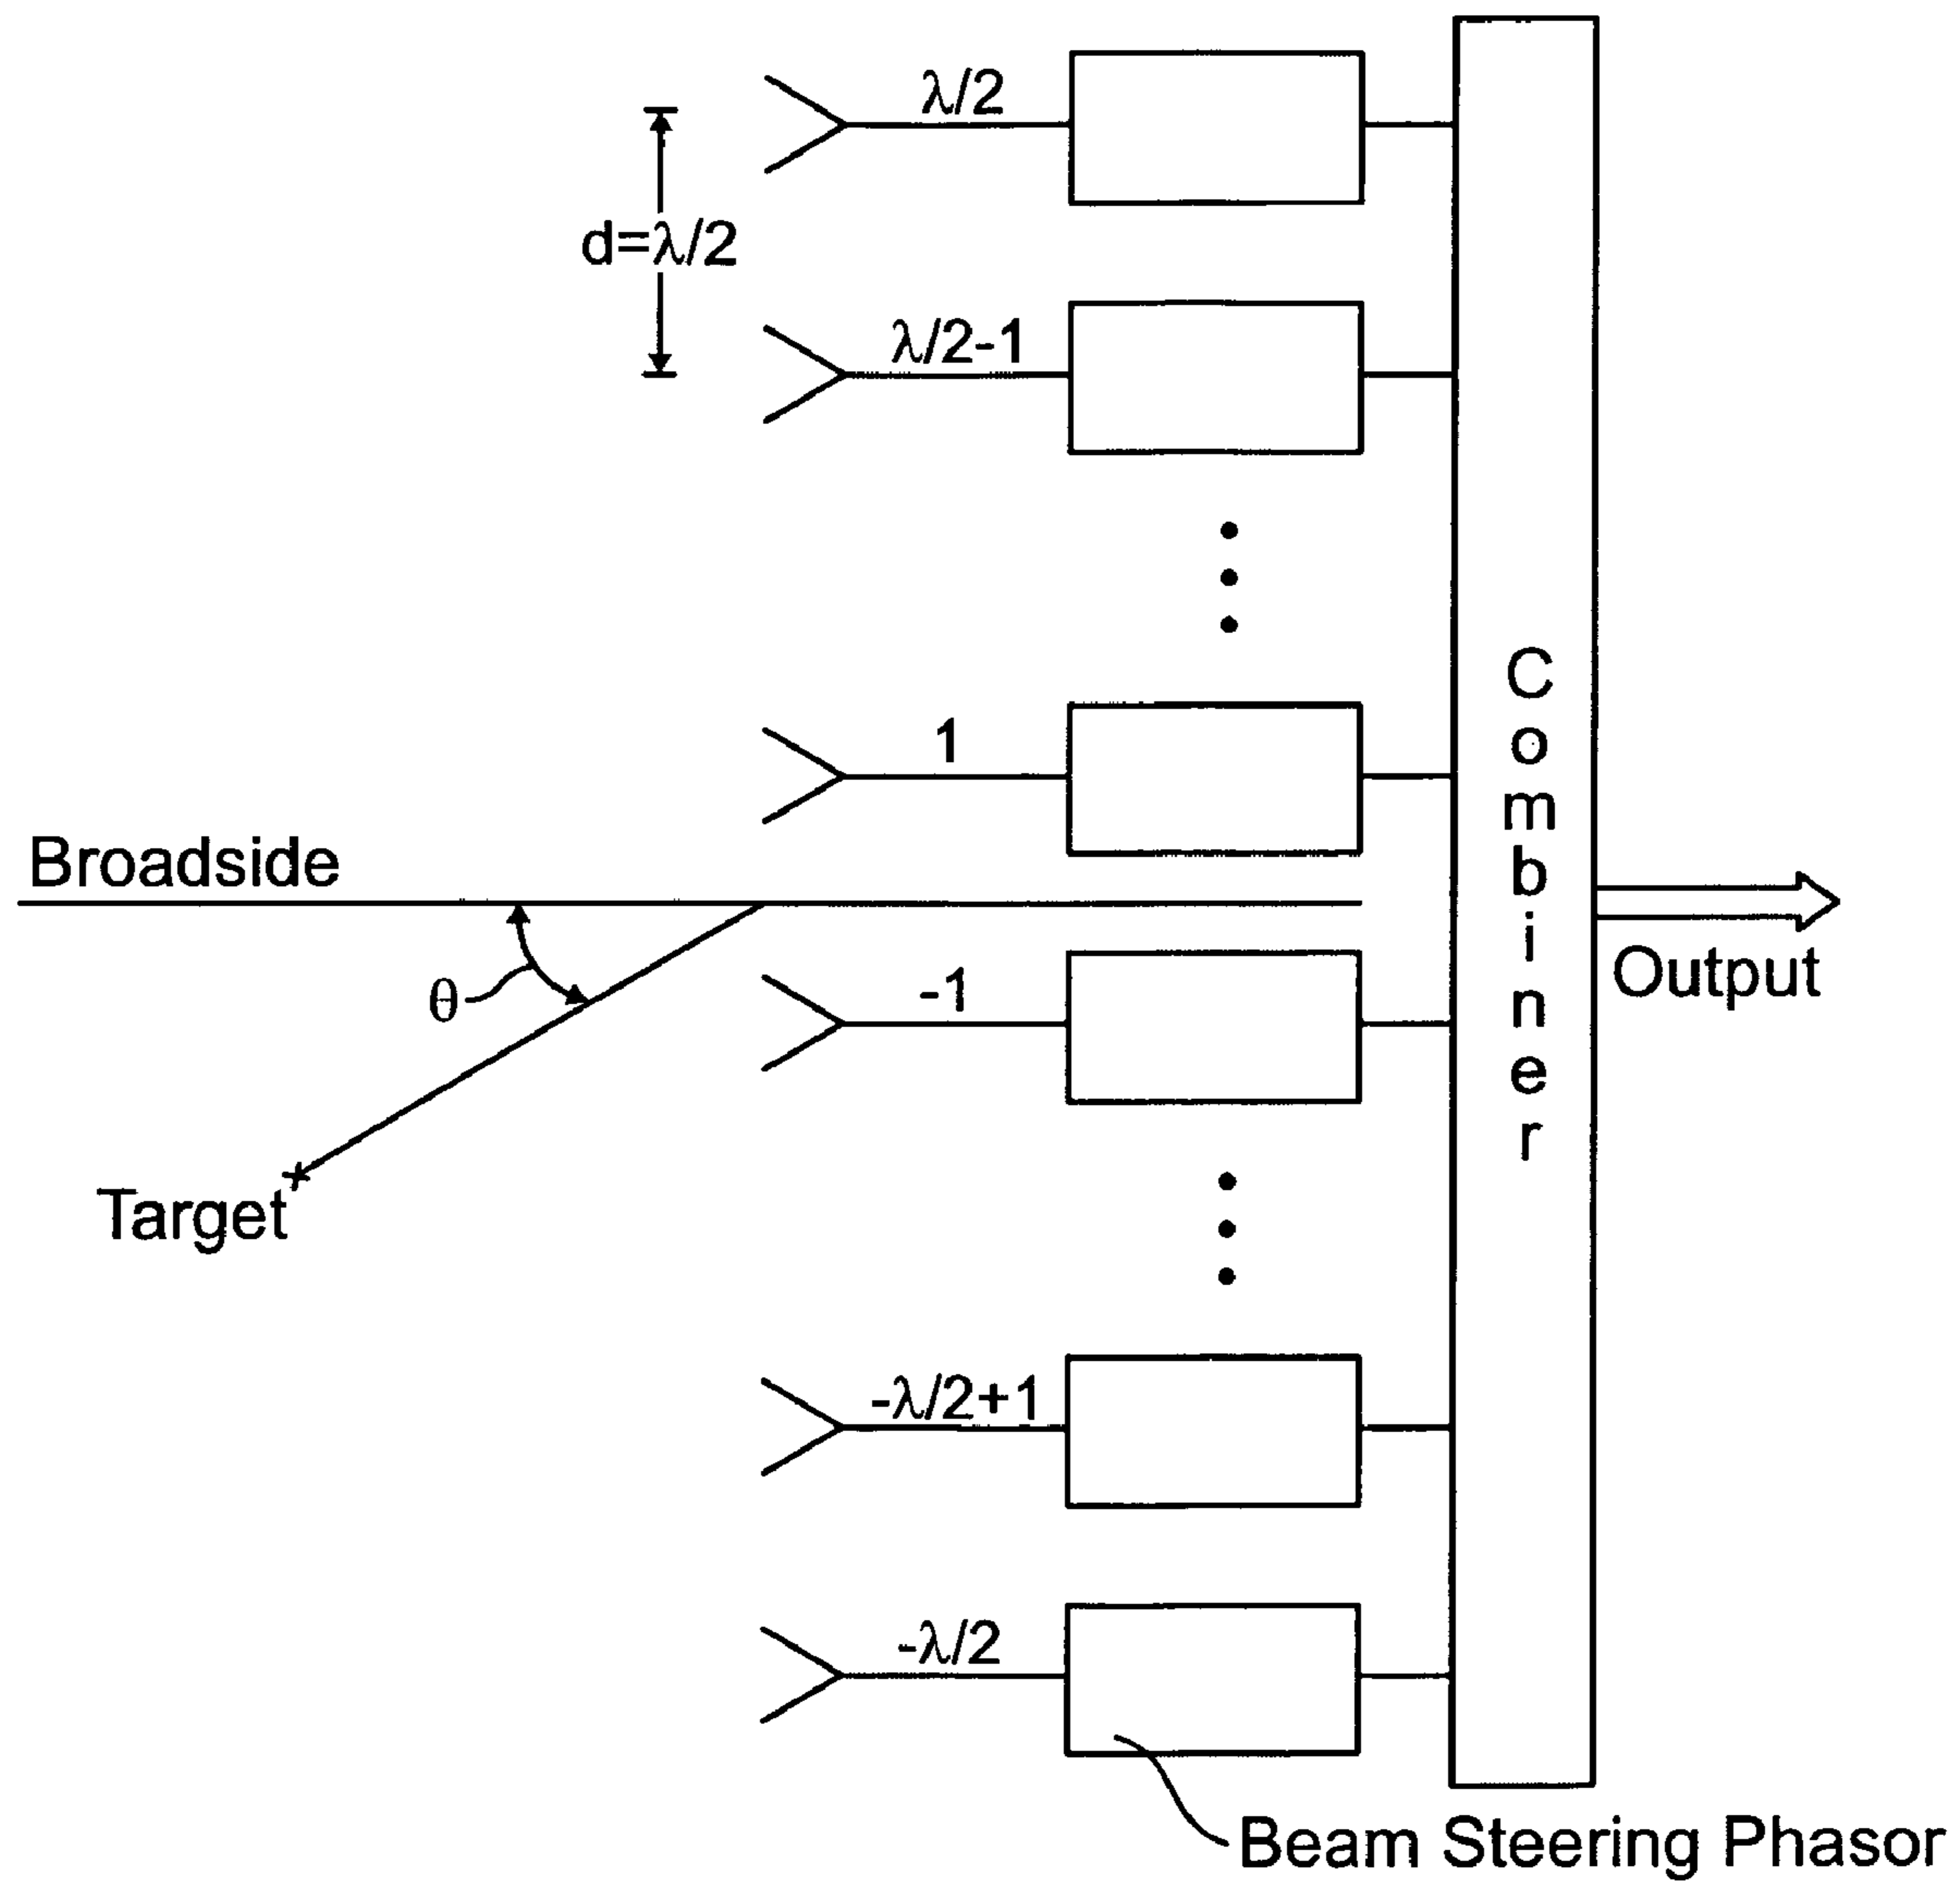 λ/2
d=λ/2
λ/2-1
1
Broadside
θ
-1
Target
Combiner
Output
-λ/2+1
-λ/2
Beam Steering Phasor